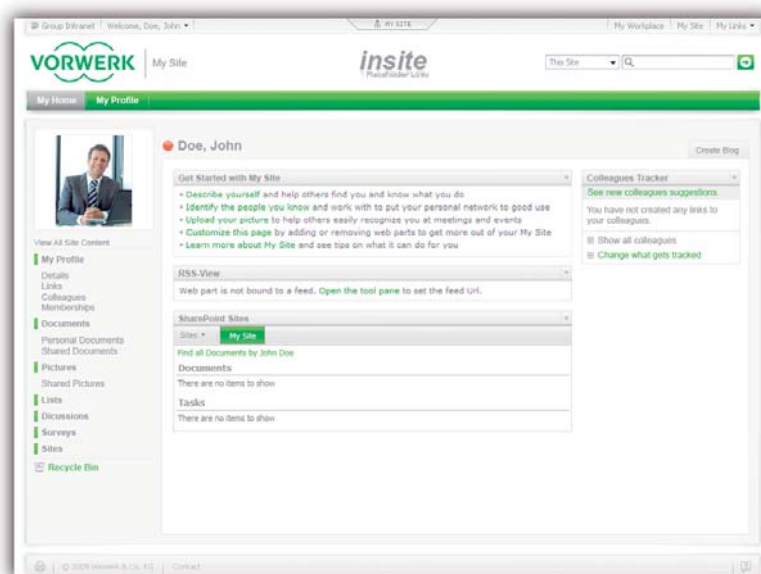 Group Intranet | Welcome, Doe, John
MY SITE
My Workplace | My Site | My Links
VORWERK | My Site
insite
Placeholder Links
This Site
My Home
My Profile
Doe, John
Create Blog
View All Site Content
My Profile
Details
Links
Colleagues
Memberships
Documents
Personal Documents
Shared Documents
Pictures
Shared Pictures
Lists
Dicussions
Surveys
Sites
Recycle Bin
Get Started with My Site
• Describe yourself and help others find you and know what you do
• Identify the people you know and work with to put your personal network to good use
• Upload your picture to help others easily recognize you at meetings and events
• Customize this page by adding or removing web parts to get more out of your My Site
• Learn more about My Site and see tips on what it can do for you
RSS-View
Web part is not bound to a feed. Open the tool pane to set the feed Url.
SharePoint Sites
Sites
My Site
Find all Documents by John Doe
Documents
There are no items to show
Tasks
There are no items to show
Colleagues Tracker
See new colleagues suggestions.
You have not created any links to
your colleagues.
Show all colleagues
Change what gets tracked
Vorwerk & Co. KG | Contact